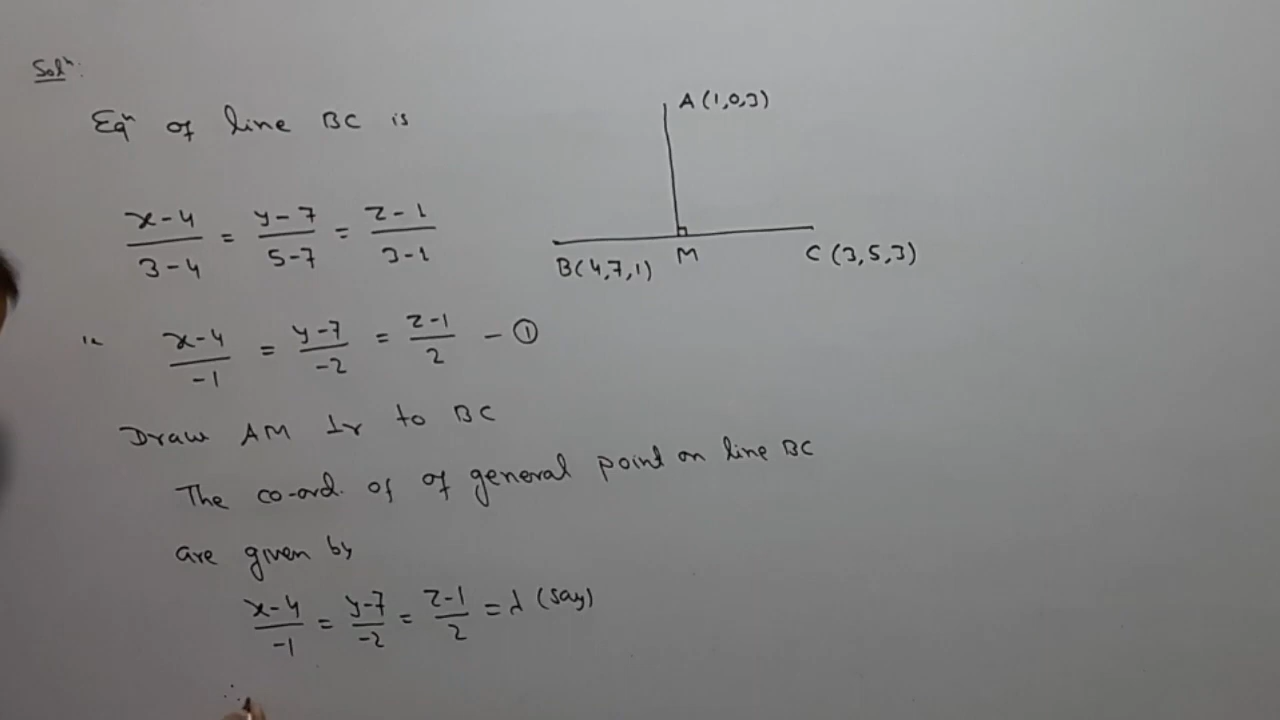 Solⁿ:
Eqⁿ of line BC is
x-4/3-4 = y-7/5-7 = z-1/3-1
A(1,0,3)
B(4,7,1)
M
C(3,5,3)
x-4/-1 = y-7/-2 = z-1/2 - ①
Draw AM ⊥r to BC
The co-ord. of of general point on line BC
are given by
x-4/-1 = y-7/-2 = z-1/2 = λ (say)
∴